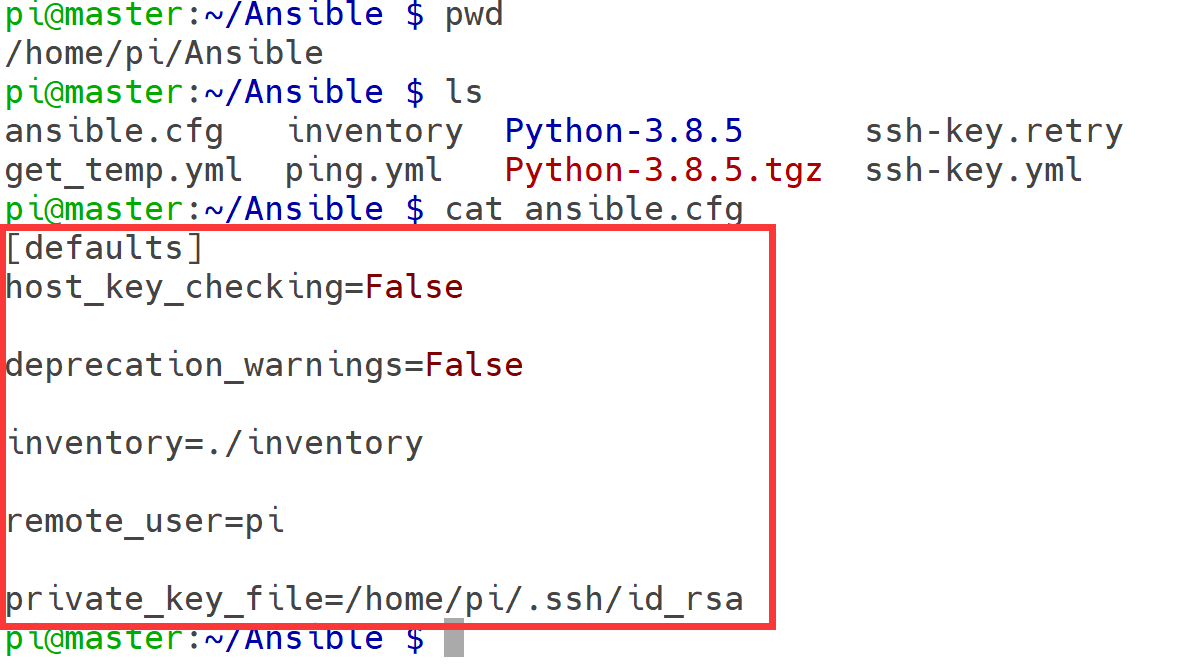 pi@master:~/Ansible $ pwd
/home/pi/Ansible
pi@master:~/Ansible $ ls
ansible.cfg   inventory  Python-3.8.5      ssh-key.retry
get_temp.yml  ping.yml   Python-3.8.5.tgz  ssh-key.yml
pi@master:~/Ansible $ cat ansible.cfg
[defaults]
host_key_checking=False
deprecation_warnings=False
inventory=./inventory
remote_user=pi
private_key_file=/home/pi/.ssh/id_rsa
pi@master:~/Ansible $